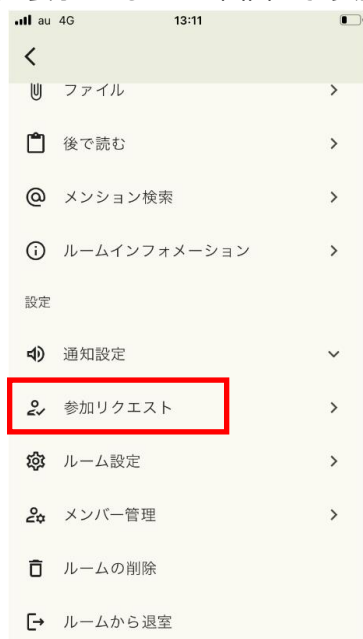 au 4G 13:11
ファイル
後で読む
メンション検索
ルームインフォメーション
設定
通知設定
参加リクエスト
ルーム設定
メンバー管理
ルームの削除
ルームから退室